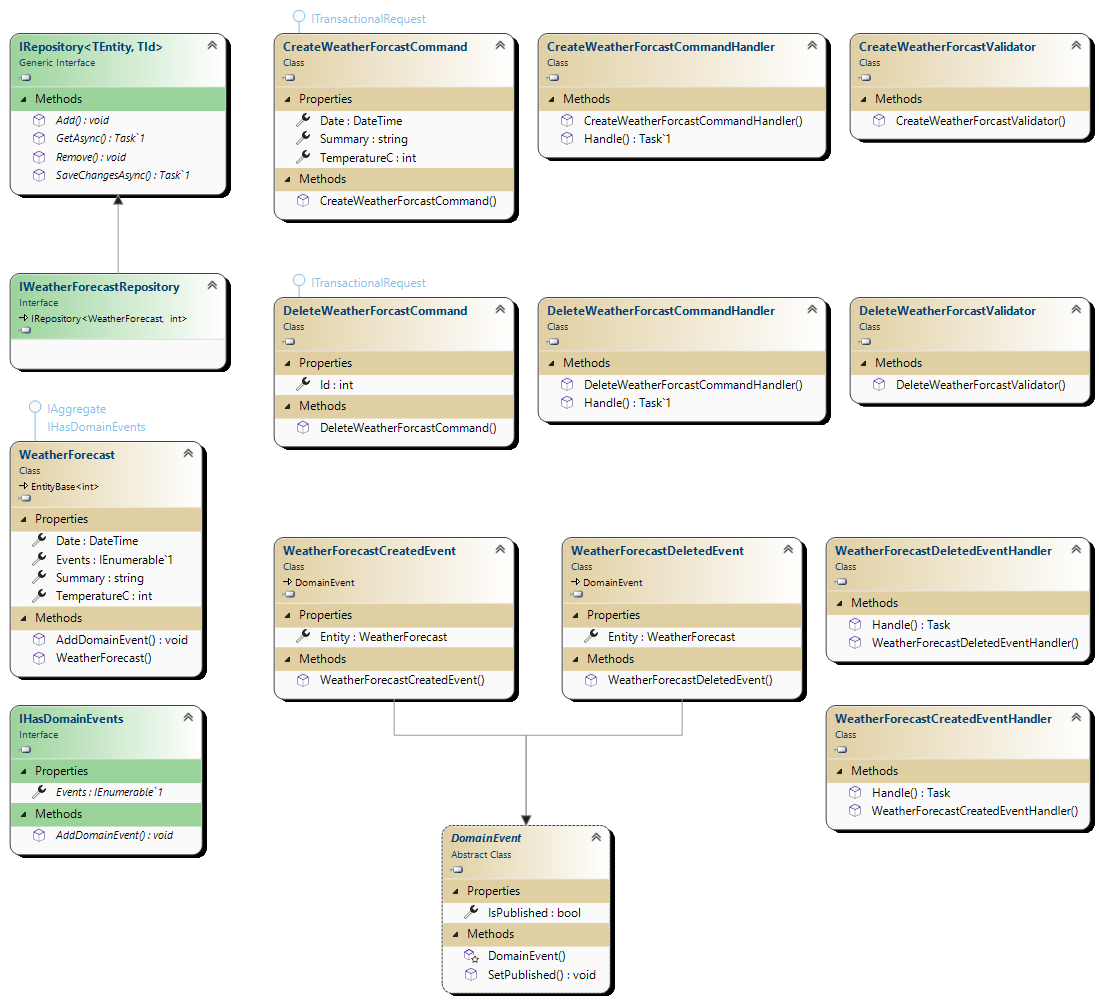 IRepository<TEntity, TId>
Generic Interface
Methods
Add() : void
GetAsync() : Task`1
Remove() : void
SaveChangesAsync() : Task`1
ITransactionalRequest
CreateWeatherForcastCommand
Class
Properties
Date : DateTime
Summary : string
TemperatureC : int
Methods
CreateWeatherForcastCommand()
CreateWeatherForcastCommandHandler
Class
Methods
CreateWeatherForcastCommandHandler()
Handle() : Task`1
CreateWeatherForcastValidator
Class
Methods
CreateWeatherForcastValidator()
IWeatherForecastRepository
Interface
IRepository<WeatherForecast, int>
ITransactionalRequest
DeleteWeatherForcastCommand
Class
Properties
Id : int
Methods
DeleteWeatherForcastCommand()
DeleteWeatherForcastCommandHandler
Class
Methods
DeleteWeatherForcastCommandHandler()
Handle() : Task`1
DeleteWeatherForcastValidator
Class
Methods
DeleteWeatherForcastValidator()
IAggregate
IHasDomainEvents
WeatherForecast
Class
EntityBase<int>
Properties
Date : DateTime
Events : IEnumerable`1
Summary : string
TemperatureC : int
Methods
AddDomainEvent() : void
WeatherForecast()
WeatherForecastCreatedEvent
Class
DomainEvent
Properties
Entity : WeatherForecast
Methods
WeatherForecastCreatedEvent()
WeatherForecastDeletedEvent
Class
DomainEvent
Properties
Entity : WeatherForecast
Methods
WeatherForecastDeletedEvent()
WeatherForecastDeletedEventHandler
Class
Methods
Handle() : Task
WeatherForecastDeletedEventHandler()
IHasDomainEvents
Interface
Properties
Events : IEnumerable`1
Methods
AddDomainEvent() : void
WeatherForecastCreatedEventHandler
Class
Methods
Handle() : Task
WeatherForecastCreatedEventHandler()
DomainEvent
Abstract Class
Properties
IsPublished : bool
Methods
DomainEvent()
SetPublished() : void